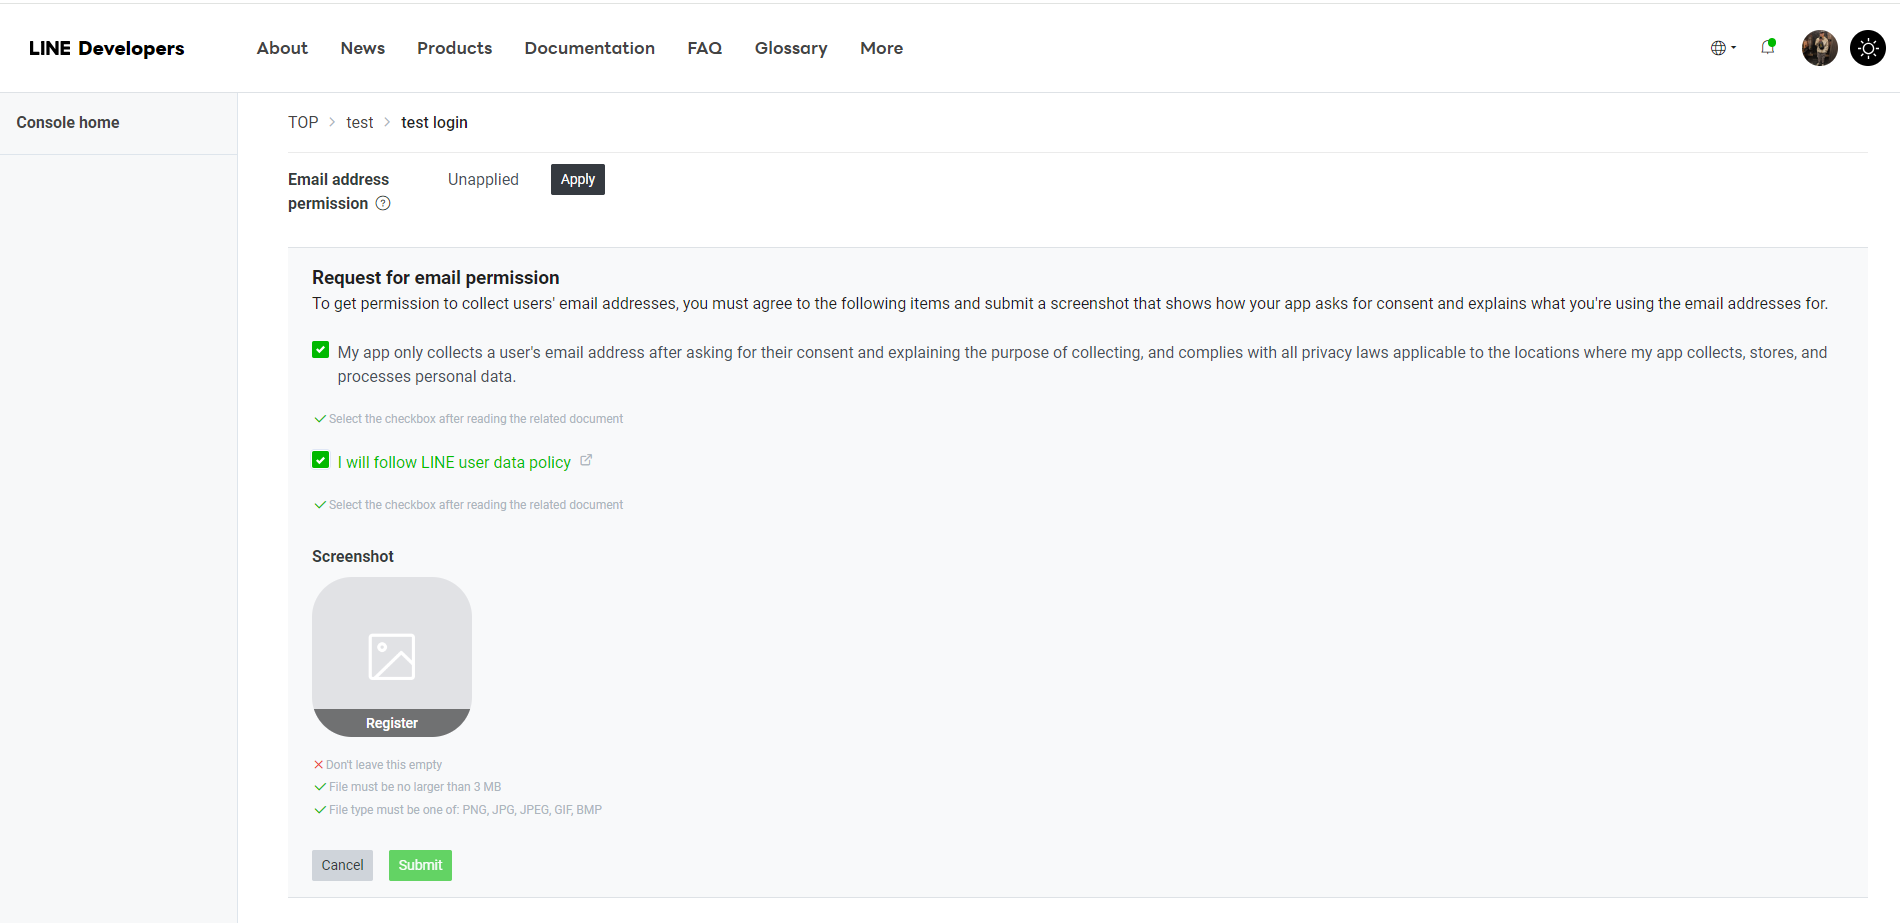 LINE Developers
About News Products Documentation FAQ Glossary More
Console home
TOP > test > test login
Email address
permission ?
Unapplied
Apply
Request for email permission
To get permission to collect users' email addresses, you must agree to the following items and submit a screenshot that shows how your app asks for consent and explains what you're using the email addresses for.
My app only collects a user's email address after asking for their consent and explaining the purpose of collecting, and complies with all privacy laws applicable to the locations where my app collects, stores, and
processes personal data.
Select the checkbox after reading the related document
I will follow LINE user data policy
Select the checkbox after reading the related document
Screenshot
Register
Don't leave this empty
File must be no larger than 3 MB
File type must be one of: PNG, JPG, JPEG, GIF, BMP
Cancel Submit